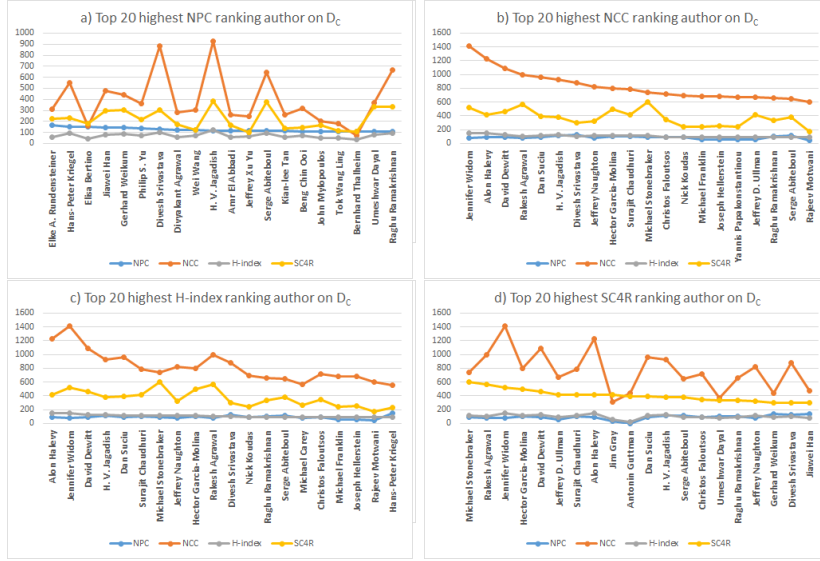 a) Top 20 highest NPC ranking author on D_C
1000
900
800
700
600
500
400
300
200
100
0
Elke A. Rundensteiner
Hans-Peter Kriegel
Elisa Bertino
Jiawei Han
Gerhard Weikum
Philip S. Yu
Divesh Srivastava
Divyakant Agrawal
Wei Wang
H. V. Jagadish
Amr El Abbadi
Jeffrey Xu Yu
Serge Abiteboul
Kian-lee Tan
Beng Chin Ooi
John Mylopoulos
Tok Wang Ling
Bernhard Thalheim
Umeshwar Dayal
Raghu Ramakrishnan
NPC NCC H-index SC4R
b) Top 20 highest NCC ranking author on D_C
1600
1400
1200
1000
800
600
400
200
0
Jennifer Widom
Alon Halevy
David Dewitt
Rakesh Agrawal
Dan Suciu
H. V. Jagadish
Divesh Srivastava
Jeffrey Naughton
Hector Garcia-Molina
Surajit Chaudhuri
Michael Stonebraker
Christos Faloutsos
Nick Koudas
Michael Franklin
Joseph Hellerstein
Yannis Papakonstantinou
Jeffrey D. Ullman
Raghu Ramakrishnan
Serge Abiteboul
Rajeev Motwani
NPC NCC H-index SC4R
c) Top 20 highest H-index ranking author on D_C
1600
1400
1200
1000
800
600
400
200
0
Alon Halevy
Jennifer Widom
David Dewitt
H. V. Jagadish
Dan Suciu
Surajit Chaudhuri
Michael Stonebraker
Jeffrey Naughton
Hector Garcia-Molina
Rakesh Agrawal
Divesh Srivastava
Nick Koudas
Raghu Ramakrishnan
Serge Abiteboul
Michael Carey
Christos Faloutsos
Michael Franklin
Joseph Hellerstein
Rajeev Motwani
Hans-Peter Kriegel
NPC NCC H-index SC4R
d) Top 20 highest SC4R ranking author on D_C
1600
1400
1200
1000
800
600
400
200
0
Michael Stonebraker
Rakesh Agrawal
Jennifer Widom
Hector Garcia-Molina
David Dewitt
Jeffrey D. Ullman
Surajit Chaudhuri
Alon Halevy
Jim Gray
Antonin Guttman
Dan Suciu
H. V. Jagadish
Serge Abiteboul
Christos Faloutsos
Umeshwar Dayal
Raghu Ramakrishnan
Jeffrey Naughton
Gerhard Weikum
Divesh Srivastava
Jiawei Han
NPC NCC H-index SC4R